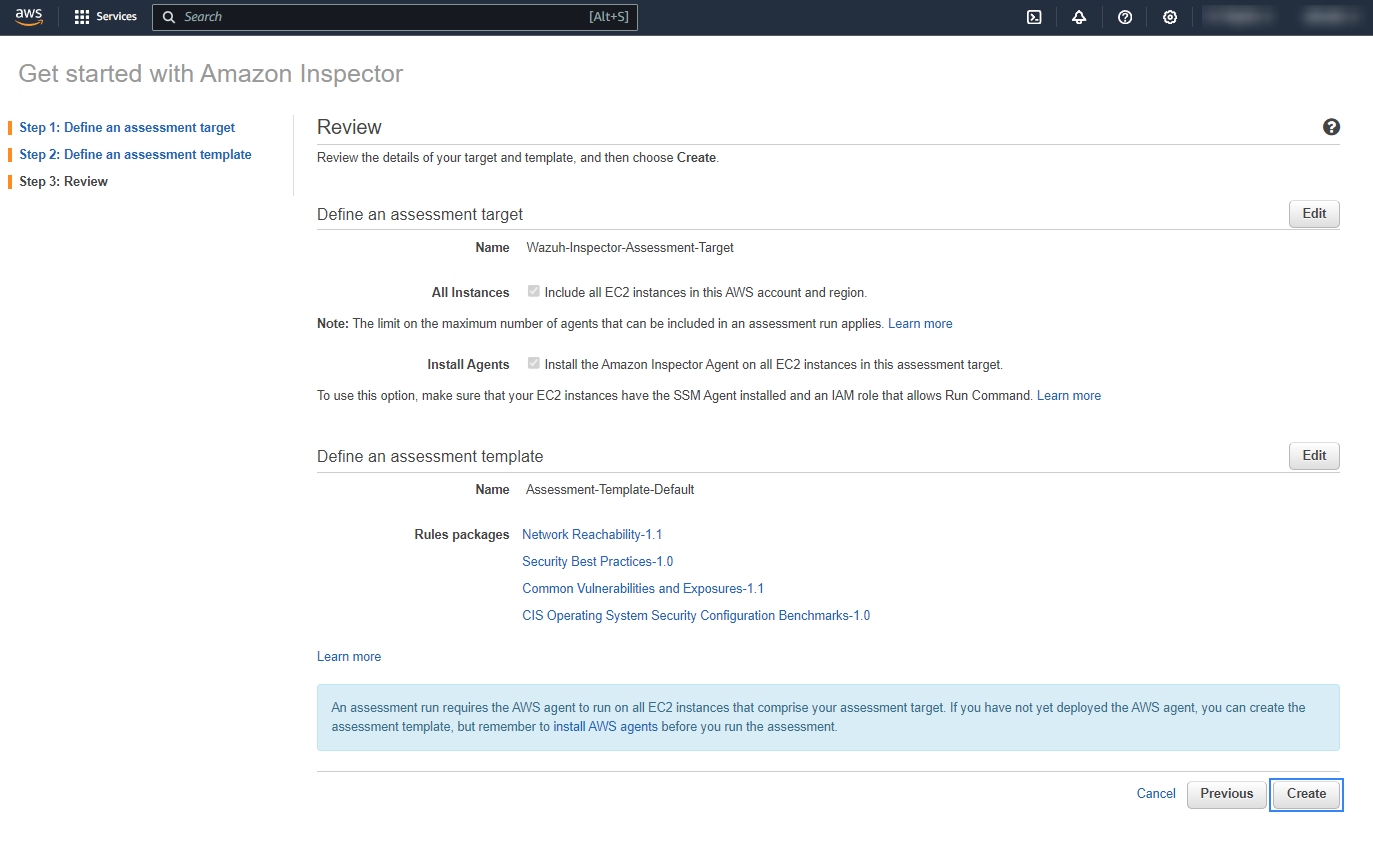 aws
Services
Search
[Alt+S]
Get started with Amazon Inspector
Step 1: Define an assessment target
Step 2: Define an assessment template
Step 3: Review
Review
Review the details of your target and template, and then choose Create.
Define an assessment target
Edit
Name Wazuh-Inspector-Assessment-Target
All Instances Include all EC2 instances in this AWS account and region.
Note: The limit on the maximum number of agents that can be included in an assessment run applies. Learn more
Install Agents Install the Amazon Inspector Agent on all EC2 instances in this assessment target.
To use this option, make sure that your EC2 instances have the SSM Agent installed and an IAM role that allows Run Command. Learn more
Define an assessment template
Edit
Name Assessment-Template-Default
Rules packages Network Reachability-1.1
Security Best Practices-1.0
Common Vulnerabilities and Exposures-1.1
CIS Operating System Security Configuration Benchmarks-1.0
Learn more
An assessment run requires the AWS agent to run on all EC2 instances that comprise your assessment target. If you have not yet deployed the AWS agent, you can create the
assessment template, but remember to install AWS agents before you run the assessment.
Cancel
Previous
Create